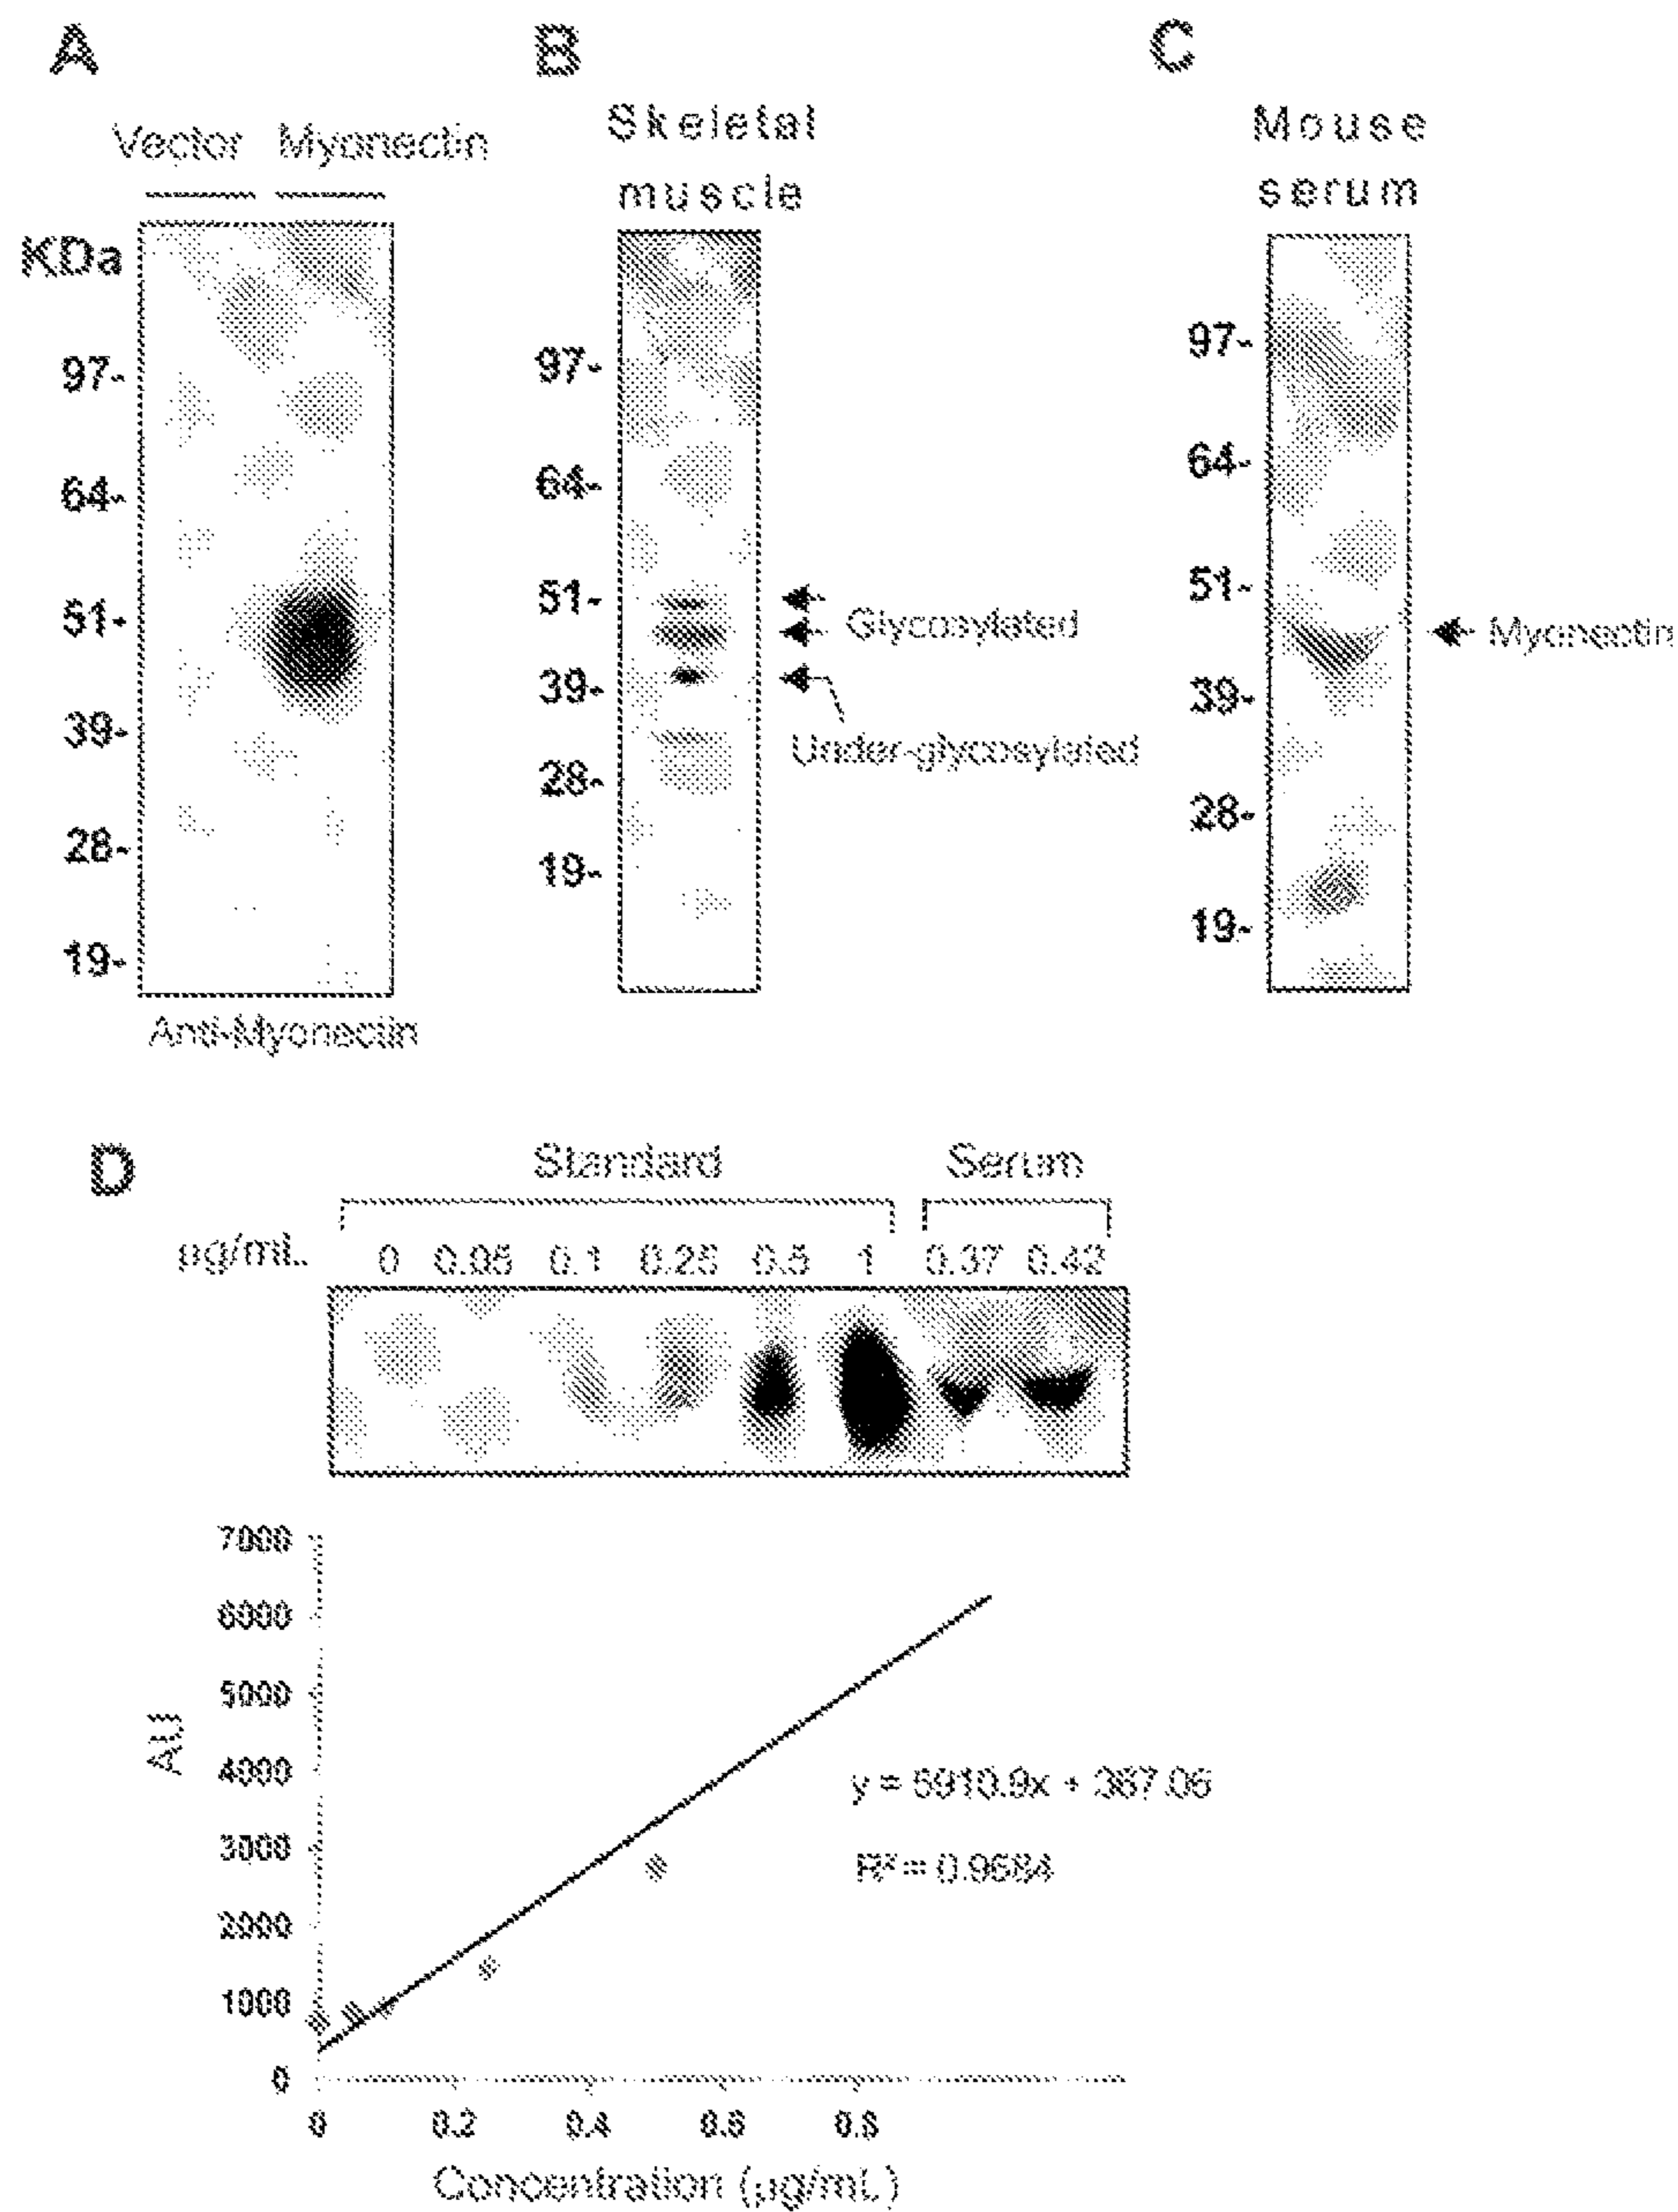 A
Vector Myonectin
KDa
97-
64-
51-
39-
28-
19-
Anti-Myonectin
B
Skeletal
muscle
97-
64-
51-
39-
28-
19-
Glycosylated
Under-glycosylated
C
Mouse
serum
97-
64-
51-
39-
28-
19-
Myonectin
D
Standard Serum
µg/mL 0 0.05 0.1 0.25 0.5 1 0.37 0.42
7000
6000
5000
4000
3000
2000
1000
0
AU
y = 5910.9x + 387.06
R² = 0.9684
0 0.2 0.4 0.6 0.8
Concentration (µg/mL)